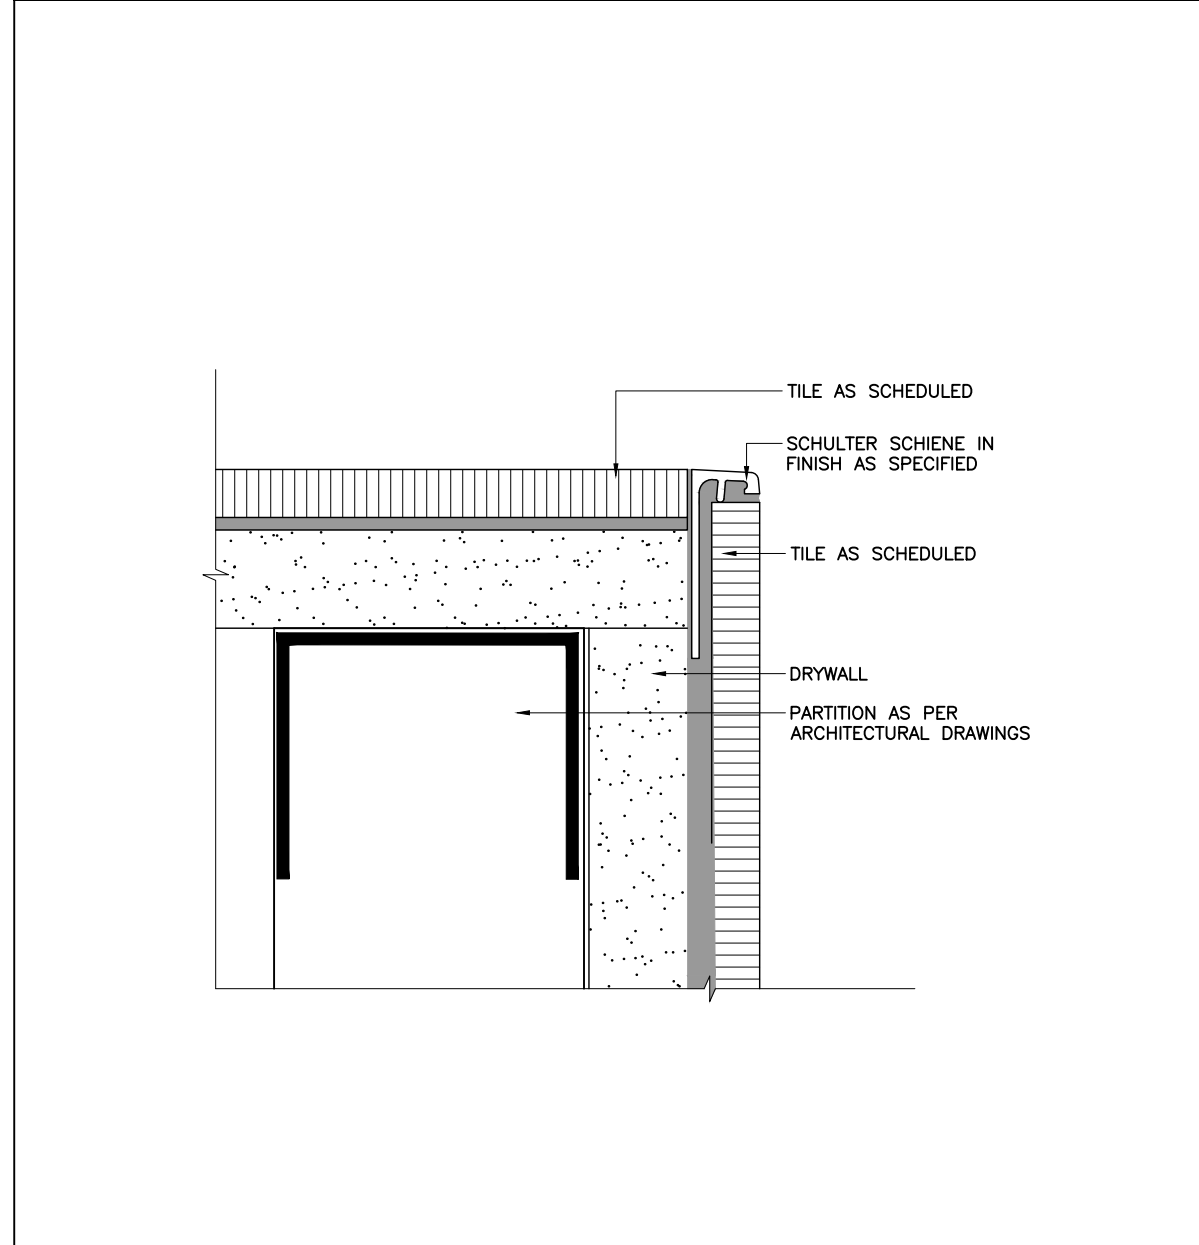 TILE AS SCHEDULED
SCHULTER SCHIENE IN
FINISH AS SPECIFIED
TILE AS SCHEDULED
DRYWALL
PARTITION AS PER
ARCHITECTURAL DRAWINGS